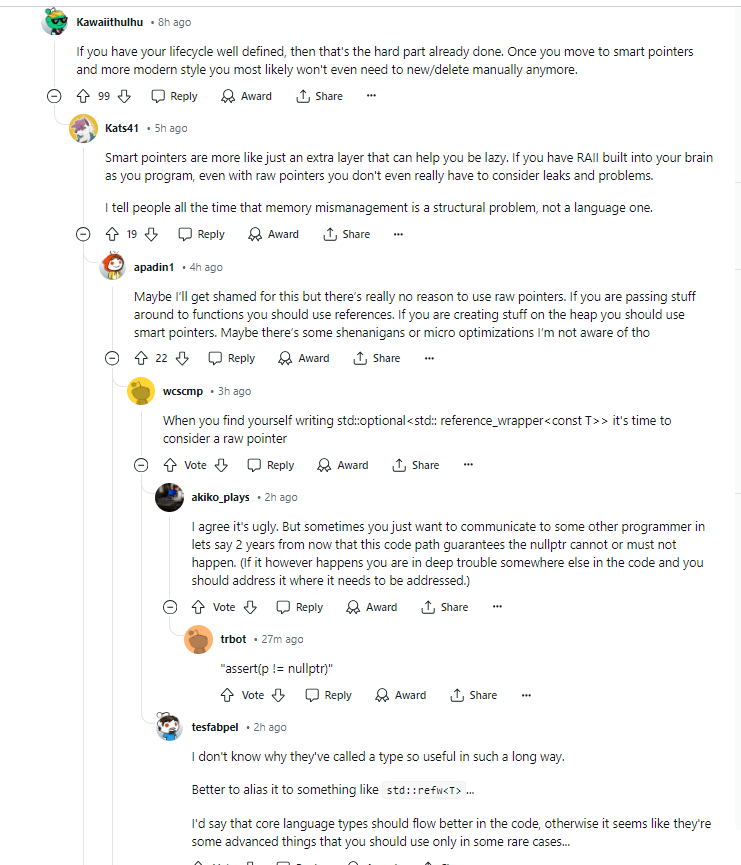 Kawaiithulhu • 8h ago
If you have your lifecycle well defined, then that's the hard part already done. Once you move to smart pointers
and more modern style you most likely won't even need to new/delete manually anymore.
99 Reply Award Share ...
Kats41 • 5h ago
Smart pointers are more like just an extra layer that can help you be lazy. If you have RAII built into your brain
as you program, even with raw pointers you don't even really have to consider leaks and problems.
I tell people all the time that memory mismanagement is a structural problem, not a language one.
19 Reply Award Share ...
apadin1 • 4h ago
Maybe I'll get shamed for this but there's really no reason to use raw pointers. If you are passing stuff
around to functions you should use references. If you are creating stuff on the heap you should use
smart pointers. Maybe there's some shenanigans or micro optimizations I'm not aware of tho
22 Reply Award Share ...
wcscmp • 3h ago
When you find yourself writing std::optional<std:: reference_wrapper<const T>> it's time to
consider a raw pointer
Vote Reply Award Share ...
akiko_plays • 2h ago
I agree it's ugly. But sometimes you just want to communicate to some other programmer in
lets say 2 years from now that this code path guarantees the nullptr cannot or must not
happen. (If it however happens you are in deep trouble somewhere else in the code and you
should address it where it needs to be addressed.)
Vote Reply Award Share ...
trbot • 27m ago
"assert(p != nullptr)"
Vote Reply Award Share ...
tesfabpel • 2h ago
I don't know why they've called a type so useful in such a long way.
Better to alias it to something like std::refw<T> ...
I'd say that core language types should flow better in the code, otherwise it seems like they're
some advanced things that you should use only in some rare cases...